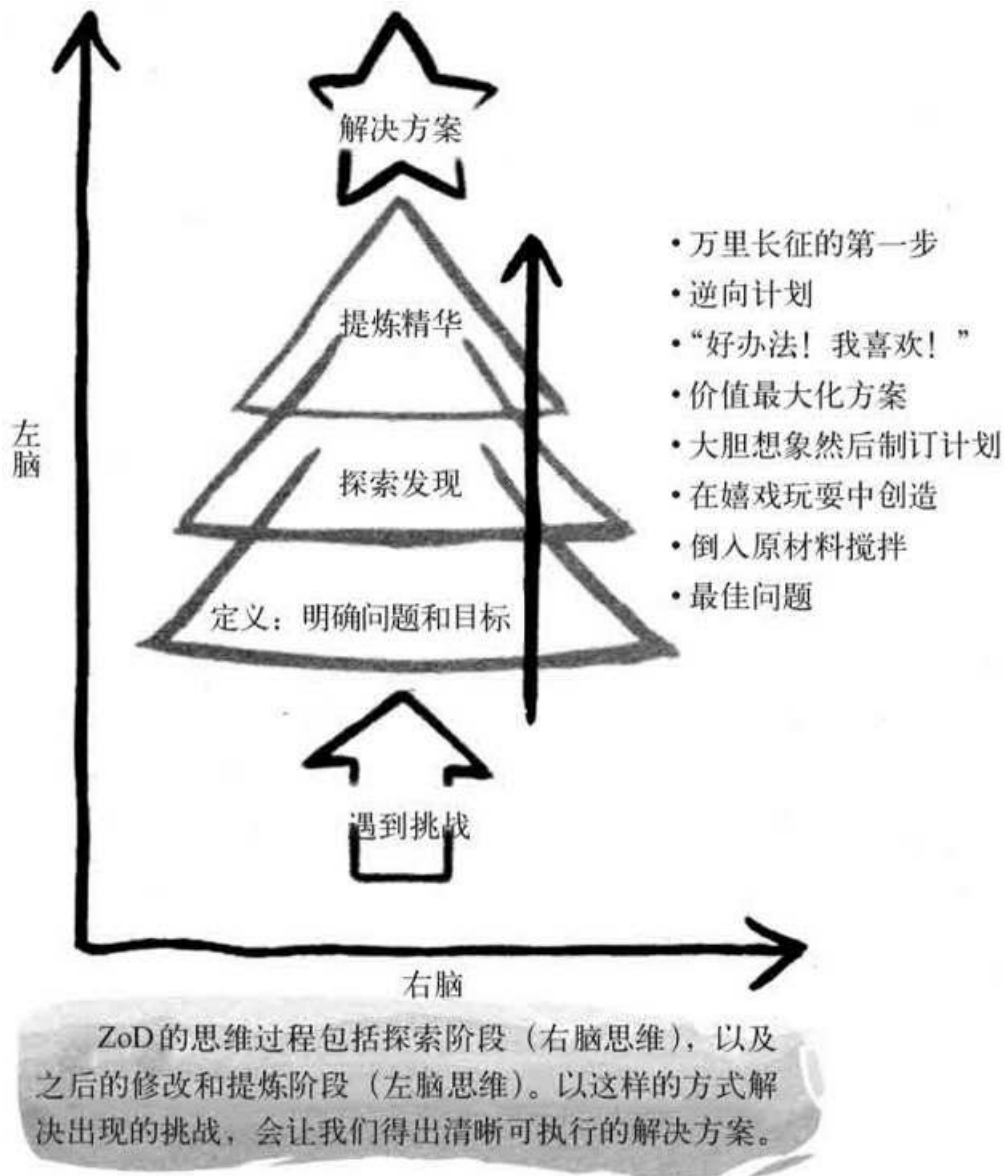 解决方案
提炼精华
探索发现
定义：明确问题和目标
遇到挑战
左脑
右脑
•万里长征的第一步
•逆向计划
•“好办法！我喜欢！”
•价值最大化方案
•大胆想象然后制订计划
•在嬉戏玩耍中创造
•倒入原材料搅拌
•最佳问题
ZoD的思维过程包括探索阶段（右脑思维），以及
之后的修改和提炼阶段（左脑思维）。以这样的方式解
决出现的挑战，会让我们得出清晰可执行的解决方案。